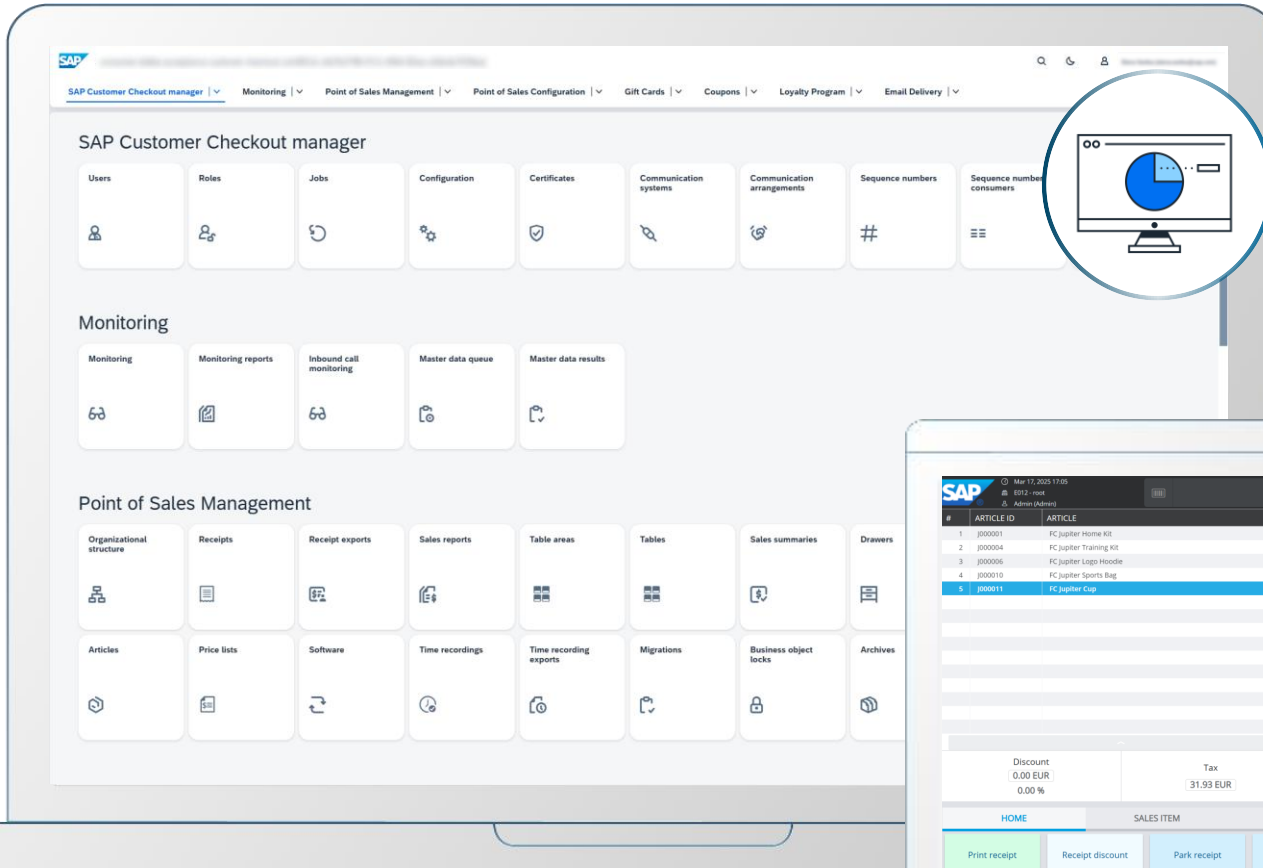 SAP
SAP Customer Checkout manager Monitoring Point of Sales Management Point of Sales Configuration Gift Cards Coupons Loyalty Program Email Delivery
SAP Customer Checkout manager
Users
Roles
Jobs
Configuration
Certificates
Communication
systems
Communication
arrangements
Sequence numbers
Sequence number
consumers
Monitoring
Monitoring
Monitoring reports
Inbound call
monitoring
Master data queue
Master data results
Point of Sales Management
Organizational
structure
Receipts
Receipt exports
Sales reports
Table areas
Tables
Sales summaries
Drawers
Articles
Price lists
Software
Time recordings
Time recording
exports
Migrations
Business object
locks
Archives
SAP
Mar 17, 2025 17:05
E012 - root
Admin (Admin)
# ARTICLE ID ARTICLE
1 J000001 FC Jupiter Home Kit
2 J000004 FC Jupiter Training Kit
3 J000006 FC Jupiter Logo Hoodie
4 J000010 FC Jupiter Sports Bag
5 J000011 FC Jupiter Cup
Discount
0.00 EUR
0.00 %
Tax
31.93 EUR
HOME SALES ITEM
Print receipt Receipt discount Park receipt